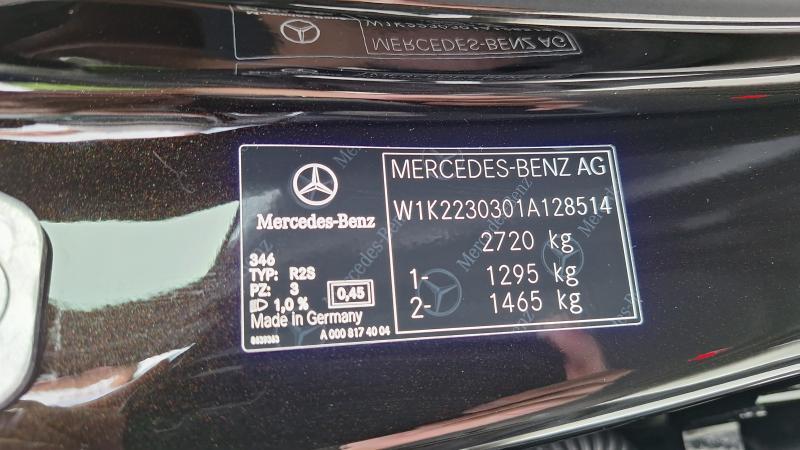 W1K2230301A128514
MERCEDES-BENZ AG
Mercedes-Benz
346
TYP: R2S
PZ: 3
1,0 %
0,45
Made in Germany
A 000 817 40 04
MERCEDES-BENZ AG
W1K2230301A128514
2720 kg
1- 1295 kg
2- 1465 kg